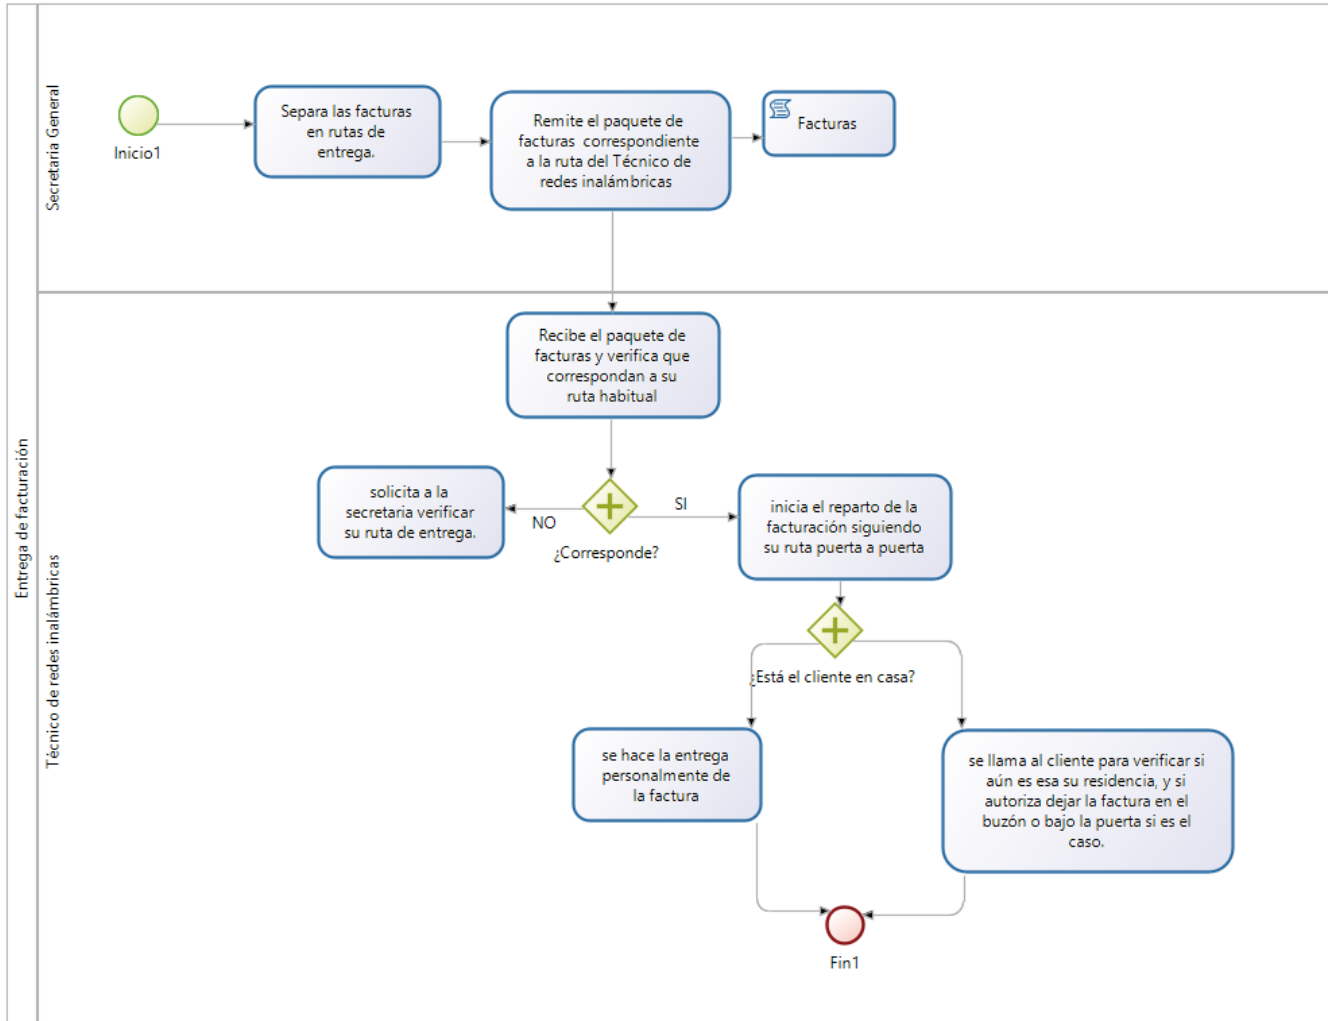 Entrega de facturación
Secretaria General
Inicio1
Separa las facturas
en rutas de
entrega.
Remite el paquete de
facturas correspondiente
a la ruta del Técnico de
redes inalámbricas
Facturas
Técnico de redes inalámbricas
Recibe el paquete de
facturas y verifica que
correspondan a su
ruta habitual
¿Corresponde?
NO
solicita a la
secretaria verificar
su ruta de entrega.
SI
inicia el reparto de la
facturación siguiendo
su ruta puerta a puerta
¿Está el cliente en casa?
se hace la entrega
personalmente de
la factura
se llama al cliente para verificar si
aún es esa su residencia, y si
autoriza dejar la factura en el
buzón o bajo la puerta si es el
caso.
Fin1